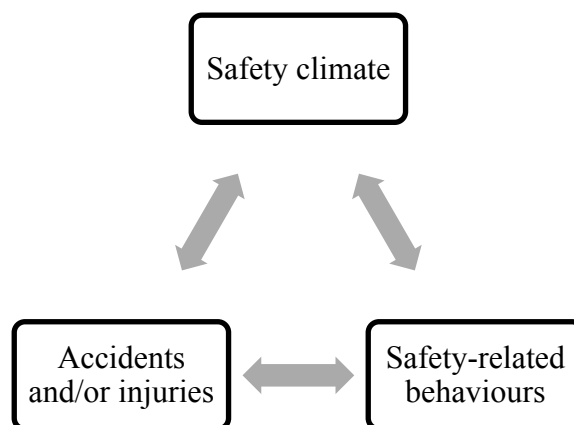 Safety climate
Accidents
and/or injuries
Safety-related
behaviours